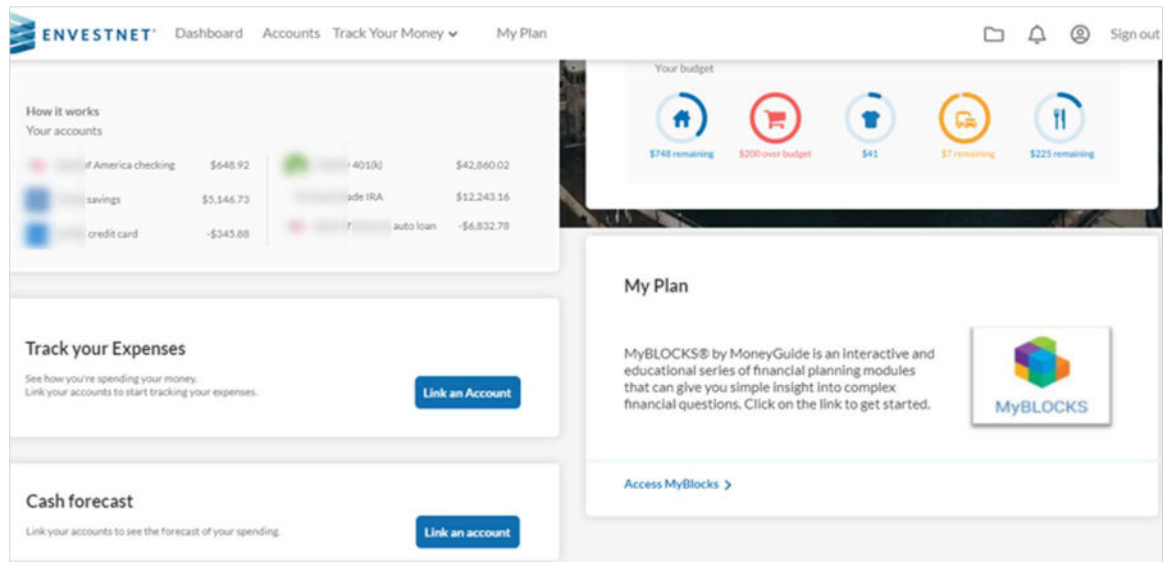 ENVESTNET®
Dashboard
Accounts
Track Your Money
My Plan
Sign out
How it works
Your accounts
of America checking $648.92
savings $5,146.73
credit card -$345.88
401(k) $42,860.02
ade IRA $12,243.16
auto loan -$6,832.78
Track your Expenses
See how you're spending your money.
Link your accounts to start tracking your expenses.
Link an Account
Cash forecast
Link your accounts to see the forecast of your spending.
Link an account
Your budget
$748 remaining
$200 over budget
$41
$7 remaining
$225 remaining
My Plan
MyBLOCKS® by MoneyGuide is an interactive and
educational series of financial planning modules
that can give you simple insight into complex
financial questions. Click on the link to get started.
MyBLOCKS
Access MyBlocks